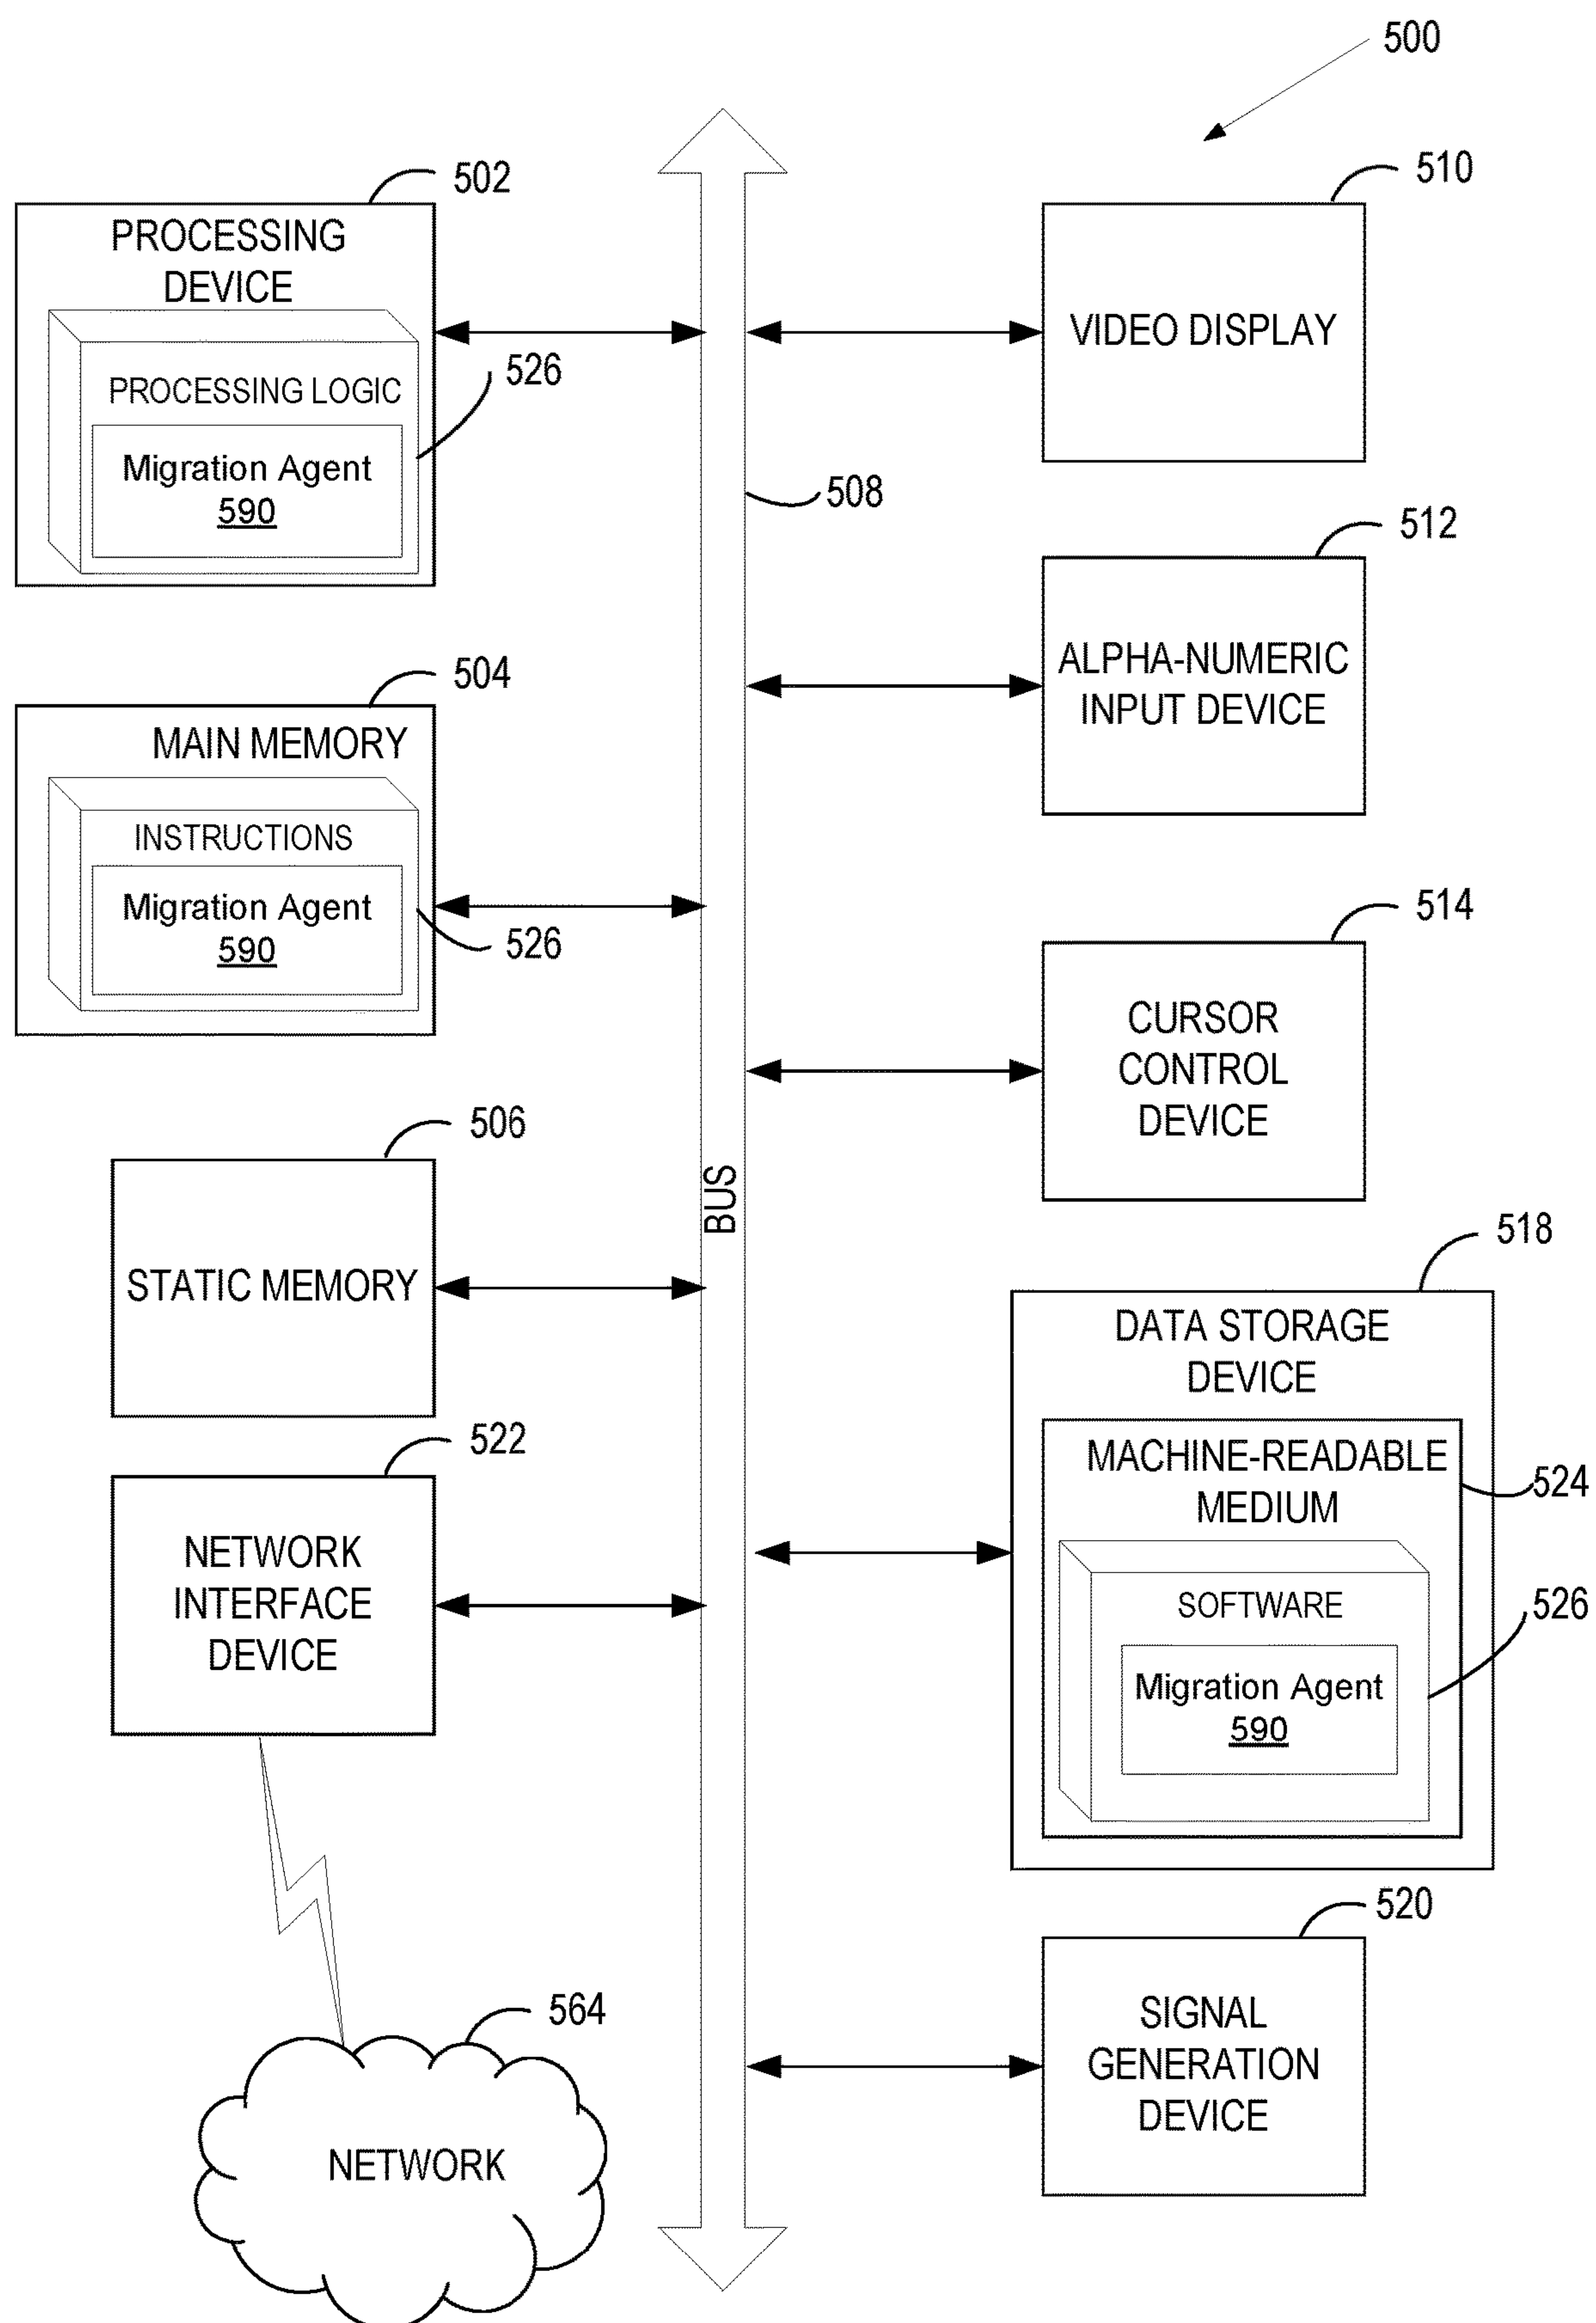 500
502
PROCESSING
DEVICE
PROCESSING LOGIC
526
Migration Agent
590
504
MAIN MEMORY
INSTRUCTIONS
Migration Agent
590
526
506
STATIC MEMORY
522
NETWORK
INTERFACE
DEVICE
564
NETWORK
508
BUS
510
VIDEO DISPLAY
512
ALPHA-NUMERIC
INPUT DEVICE
514
CURSOR
CONTROL
DEVICE
518
DATA STORAGE
DEVICE
MACHINE-READABLE
MEDIUM
524
SOFTWARE
526
Migration Agent
590
520
SIGNAL
GENERATION
DEVICE